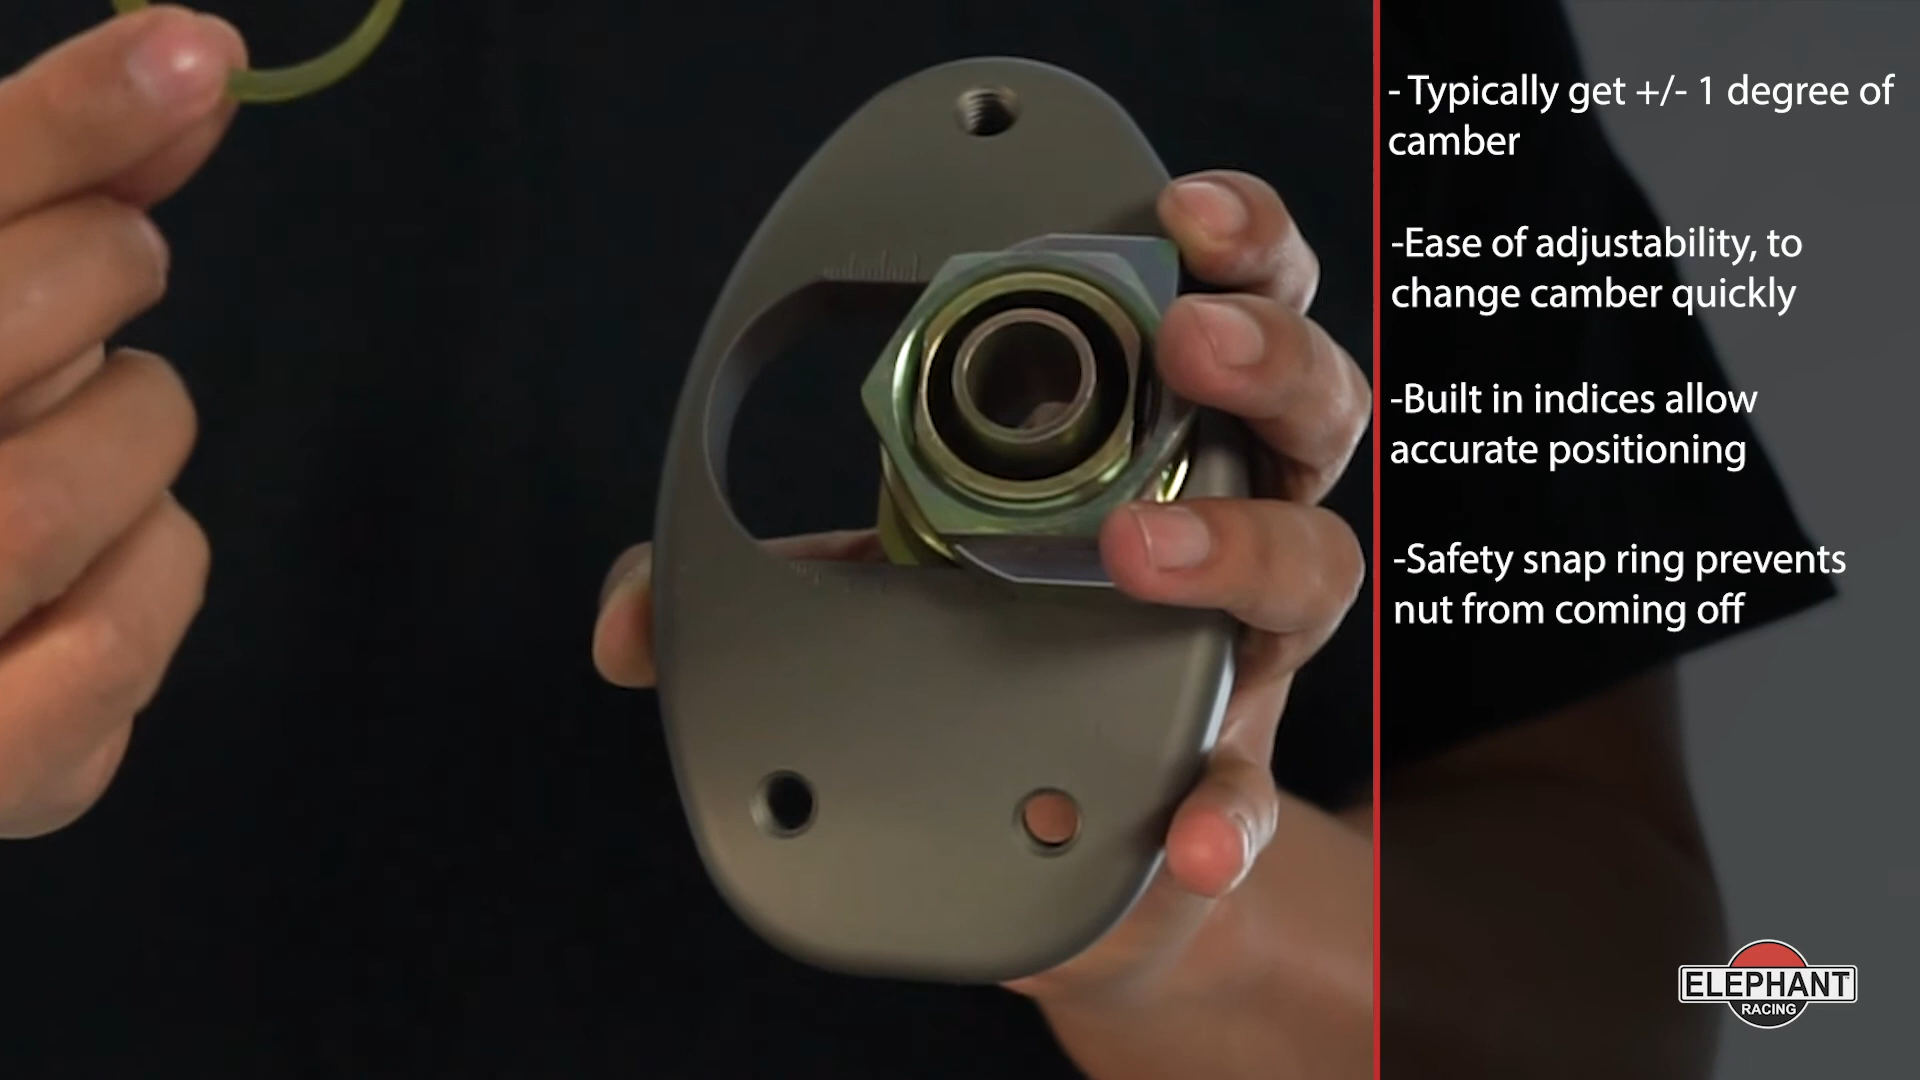 - Typically get +/- 1 degree of
camber
-Ease of adjustability, to
change camber quickly
-Built in indices allow
accurate positioning
-Safety snap ring prevents
nut from coming off
ELEPHANT
RACING